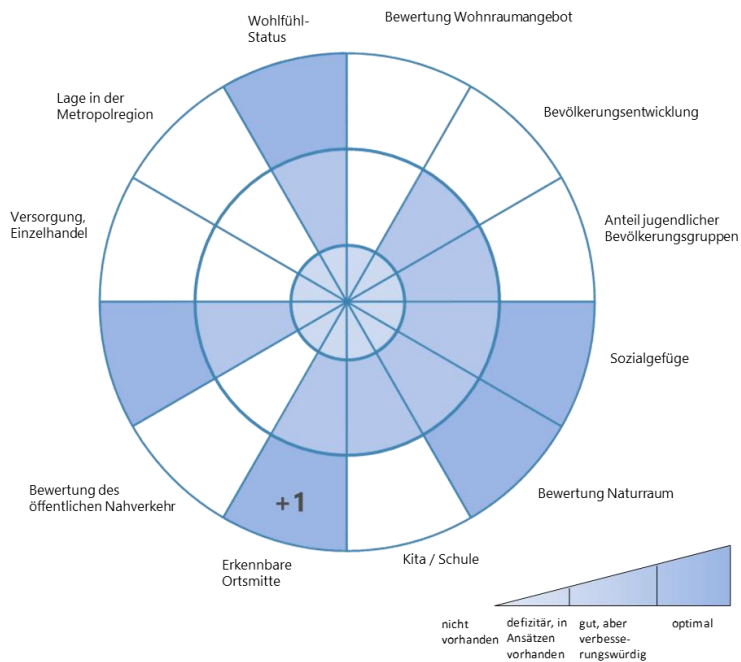 Wohlfühl-
Status
Bewertung Wohnraumangebot
Lage in der
Metropolregion
Bevölkerungsentwicklung
Versorgung,
Einzelhandel
Anteil jugendlicher
Bevölkerungsgruppen
Sozialgefüge
Bewertung des
öffentlichen Nahverkehr
+1
Bewertung Naturraum
Erkennbare
Ortsmitte
Kita / Schule
nicht
vorhanden
defizitär, in
Ansätzen
vorhanden
gut, aber
verbesse-
rungswürdig
optimal